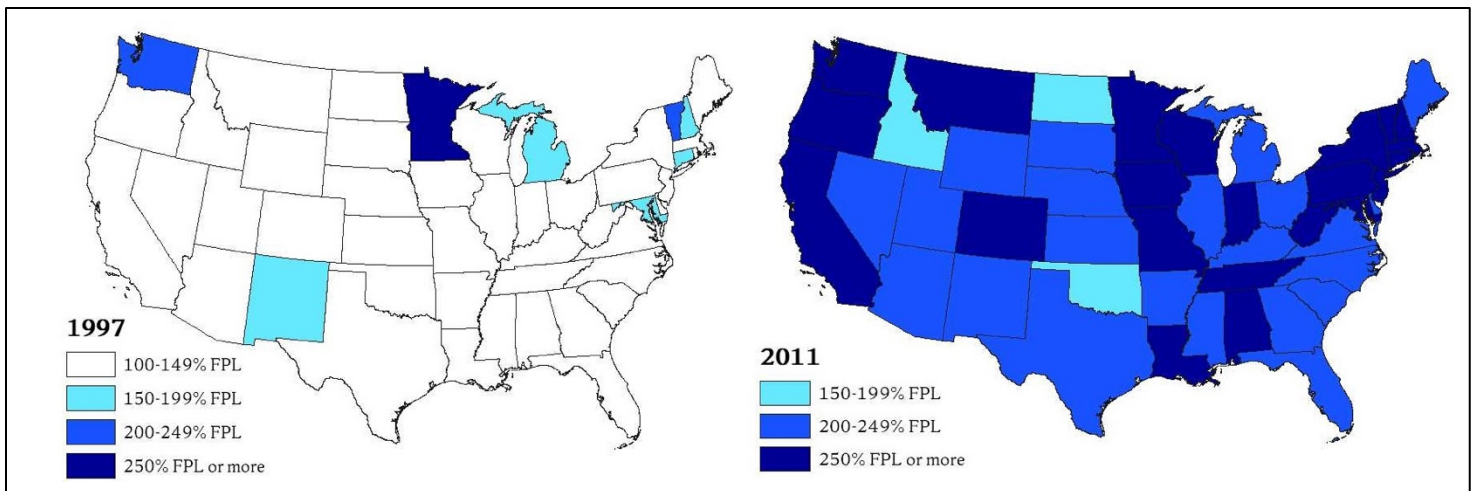 1997
100-149% FPL
150-199% FPL
200-249% FPL
250% FPL or more
2011
150-199% FPL
200-249% FPL
250% FPL or more